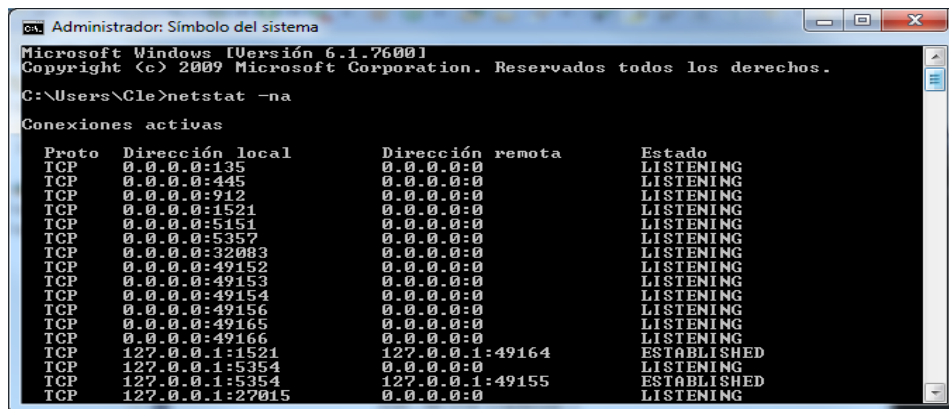 Administrador: Símbolo del sistema
Microsoft Windows [Versión 6.1.7600]
Copyright (c) 2009 Microsoft Corporation. Reservados todos los derechos.
C:\Users\Cle>netstat -na
Conexiones activas
Proto Dirección local Dirección remota Estado
TCP 0.0.0.0:135 0.0.0.0:0 LISTENING
TCP 0.0.0.0:445 0.0.0.0:0 LISTENING
TCP 0.0.0.0:912 0.0.0.0:0 LISTENING
TCP 0.0.0.0:1521 0.0.0.0:0 LISTENING
TCP 0.0.0.0:5151 0.0.0.0:0 LISTENING
TCP 0.0.0.0:5357 0.0.0.0:0 LISTENING
TCP 0.0.0.0:32083 0.0.0.0:0 LISTENING
TCP 0.0.0.0:49152 0.0.0.0:0 LISTENING
TCP 0.0.0.0:49153 0.0.0.0:0 LISTENING
TCP 0.0.0.0:49154 0.0.0.0:0 LISTENING
TCP 0.0.0.0:49156 0.0.0.0:0 LISTENING
TCP 0.0.0.0:49165 0.0.0.0:0 LISTENING
TCP 0.0.0.0:49166 0.0.0.0:0 LISTENING
TCP 127.0.0.1:1521 127.0.0.1:49164 ESTABLISHED
TCP 127.0.0.1:5354 0.0.0.0:0 LISTENING
TCP 127.0.0.1:5354 127.0.0.1:49155 ESTABLISHED
TCP 127.0.0.1:27015 0.0.0.0:0 LISTENING